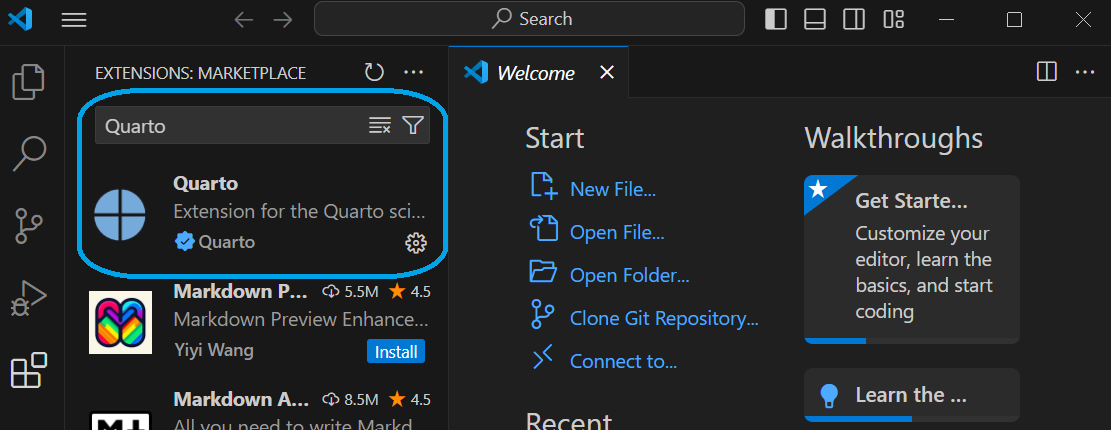 Search
EXTENSIONS: MARKETPLACE
Quarto
Quarto
Extension for the Quarto sci...
Quarto
Markdown P... 5.5M 4.5
Markdown Preview Enhance...
Yiyi Wang
Install
Markdown A... 8.5M 4.5
All you need to write Markd
Welcome
Start
New File...
Open File...
Open Folder...
Clone Git Repository...
Connect to...
Recent
Walkthroughs
Get Starte...
Customize your
editor, learn the
basics, and start
coding
Learn the ...